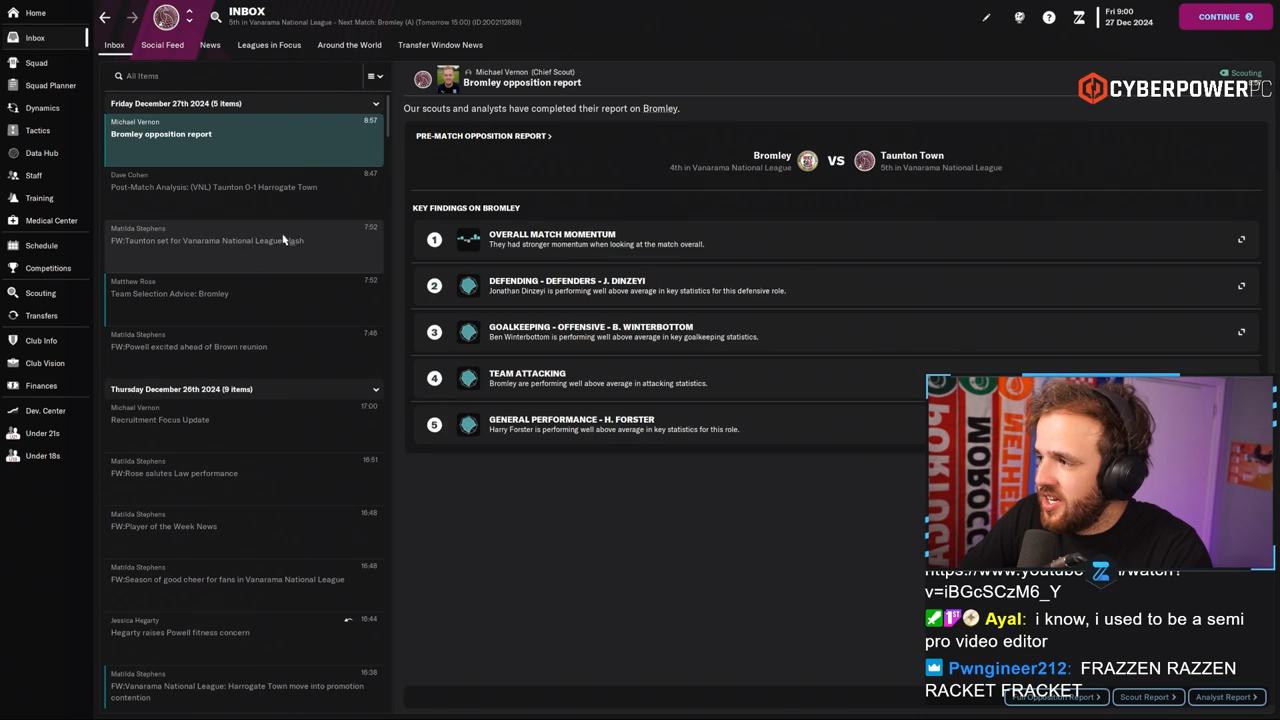 INBOX
5th in Vanarama National League - Next Match: Bromley (A) (Tomorrow 15:00) (ID:2002112889)
Fri 9:00
27 Dec 2024
CONTINUE
Home
Inbox
Squad
Squad Planner
Dynamics
Tactics
Data Hub
Staff
Training
Medical Center
Schedule
Competitions
Scouting
Transfers
Club Info
Club Vision
Finances
Dev. Center
Under 21s
Under 18s
Inbox
Social Feed
News
Leagues in Focus
Around the World
Transfer Window News
All Items
Friday December 27th 2024 (5 items)
Michael Vernon 8:57
Bromley opposition report
Dave Cohen 8:47
Post-Match Analysis: (VNL) Taunton 0-1 Harrogate Town
Matilda Stephens 7:52
FW:Taunton set for Vanarama National League clash
Matthew Rose 7:52
Team Selection Advice: Bromley
Matilda Stephens 7:46
FW:Powell excited ahead of Brown reunion
Thursday December 26th 2024 (9 items)
Michael Vernon 17:00
Recruitment Focus Update
Matilda Stephens 16:51
FW:Rose salutes Law performance
Matilda Stephens 16:48
FW:Player of the Week News
Matilda Stephens 16:48
FW:Season of good cheer for fans in Vanarama National League
Jessica Hegarty 16:44
Hegarty raises Powell fitness concern
Matilda Stephens 16:38
FW:Vanarama National League: Harrogate Town move into promotion
contention
Michael Vernon (Chief Scout)
Bromley opposition report
Scouting
CYBERPOWERPC
Our scouts and analysts have completed their report on Bromley.
PRE-MATCH OPPOSITION REPORT >
Bromley VS Taunton Town
4th in Vanarama National League 5th in Vanarama National League
KEY FINDINGS ON BROMLEY
1 OVERALL MATCH MOMENTUM
They had stronger momentum when looking at the match overall.
2 DEFENDING - DEFENDERS - J. DINZEYI
Jonathan Dinzeyi is performing well above average in key statistics for this defensive role.
3 GOALKEEPING - OFFENSIVE - B. WINTERBOTTOM
Ben Winterbottom is performing well above average in key goalkeeping statistics.
4 TEAM ATTACKING
Bromley are performing well above average in attacking statistics.
5 GENERAL PERFORMANCE - H. FORSTER
Harry Forster is performing well above average in key statistics for this role.
PORTUGAL
MOROCCO
v=iBGcSCzM6_Y
Ayal: i know, i used to be a semi
pro video editor
Pwngineer212: FRAZZEN RAZZEN
RACKET FRACKET
Opposition Report >
Scout Report >
Analyst Report >